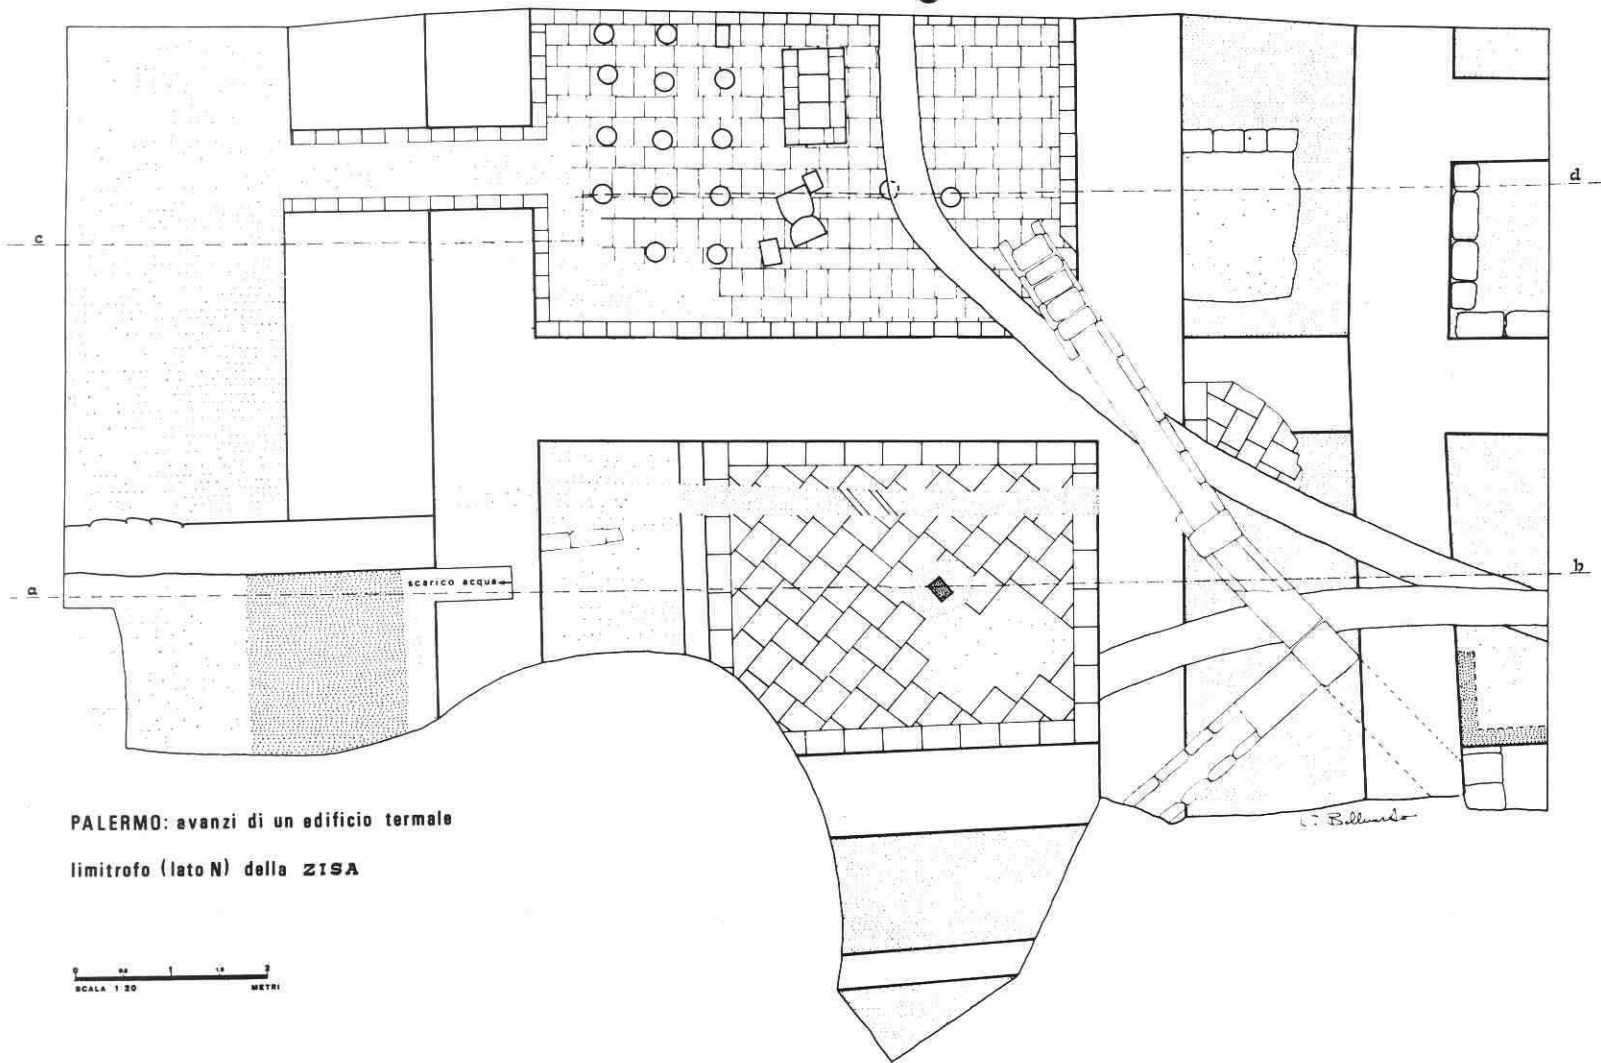 d
c
b
a
scarico acqua
PALERMO: avanzi di un edificio termale
limitrofo (lato N) della ZISA
0 1 2
SCALA 1:20 METRI